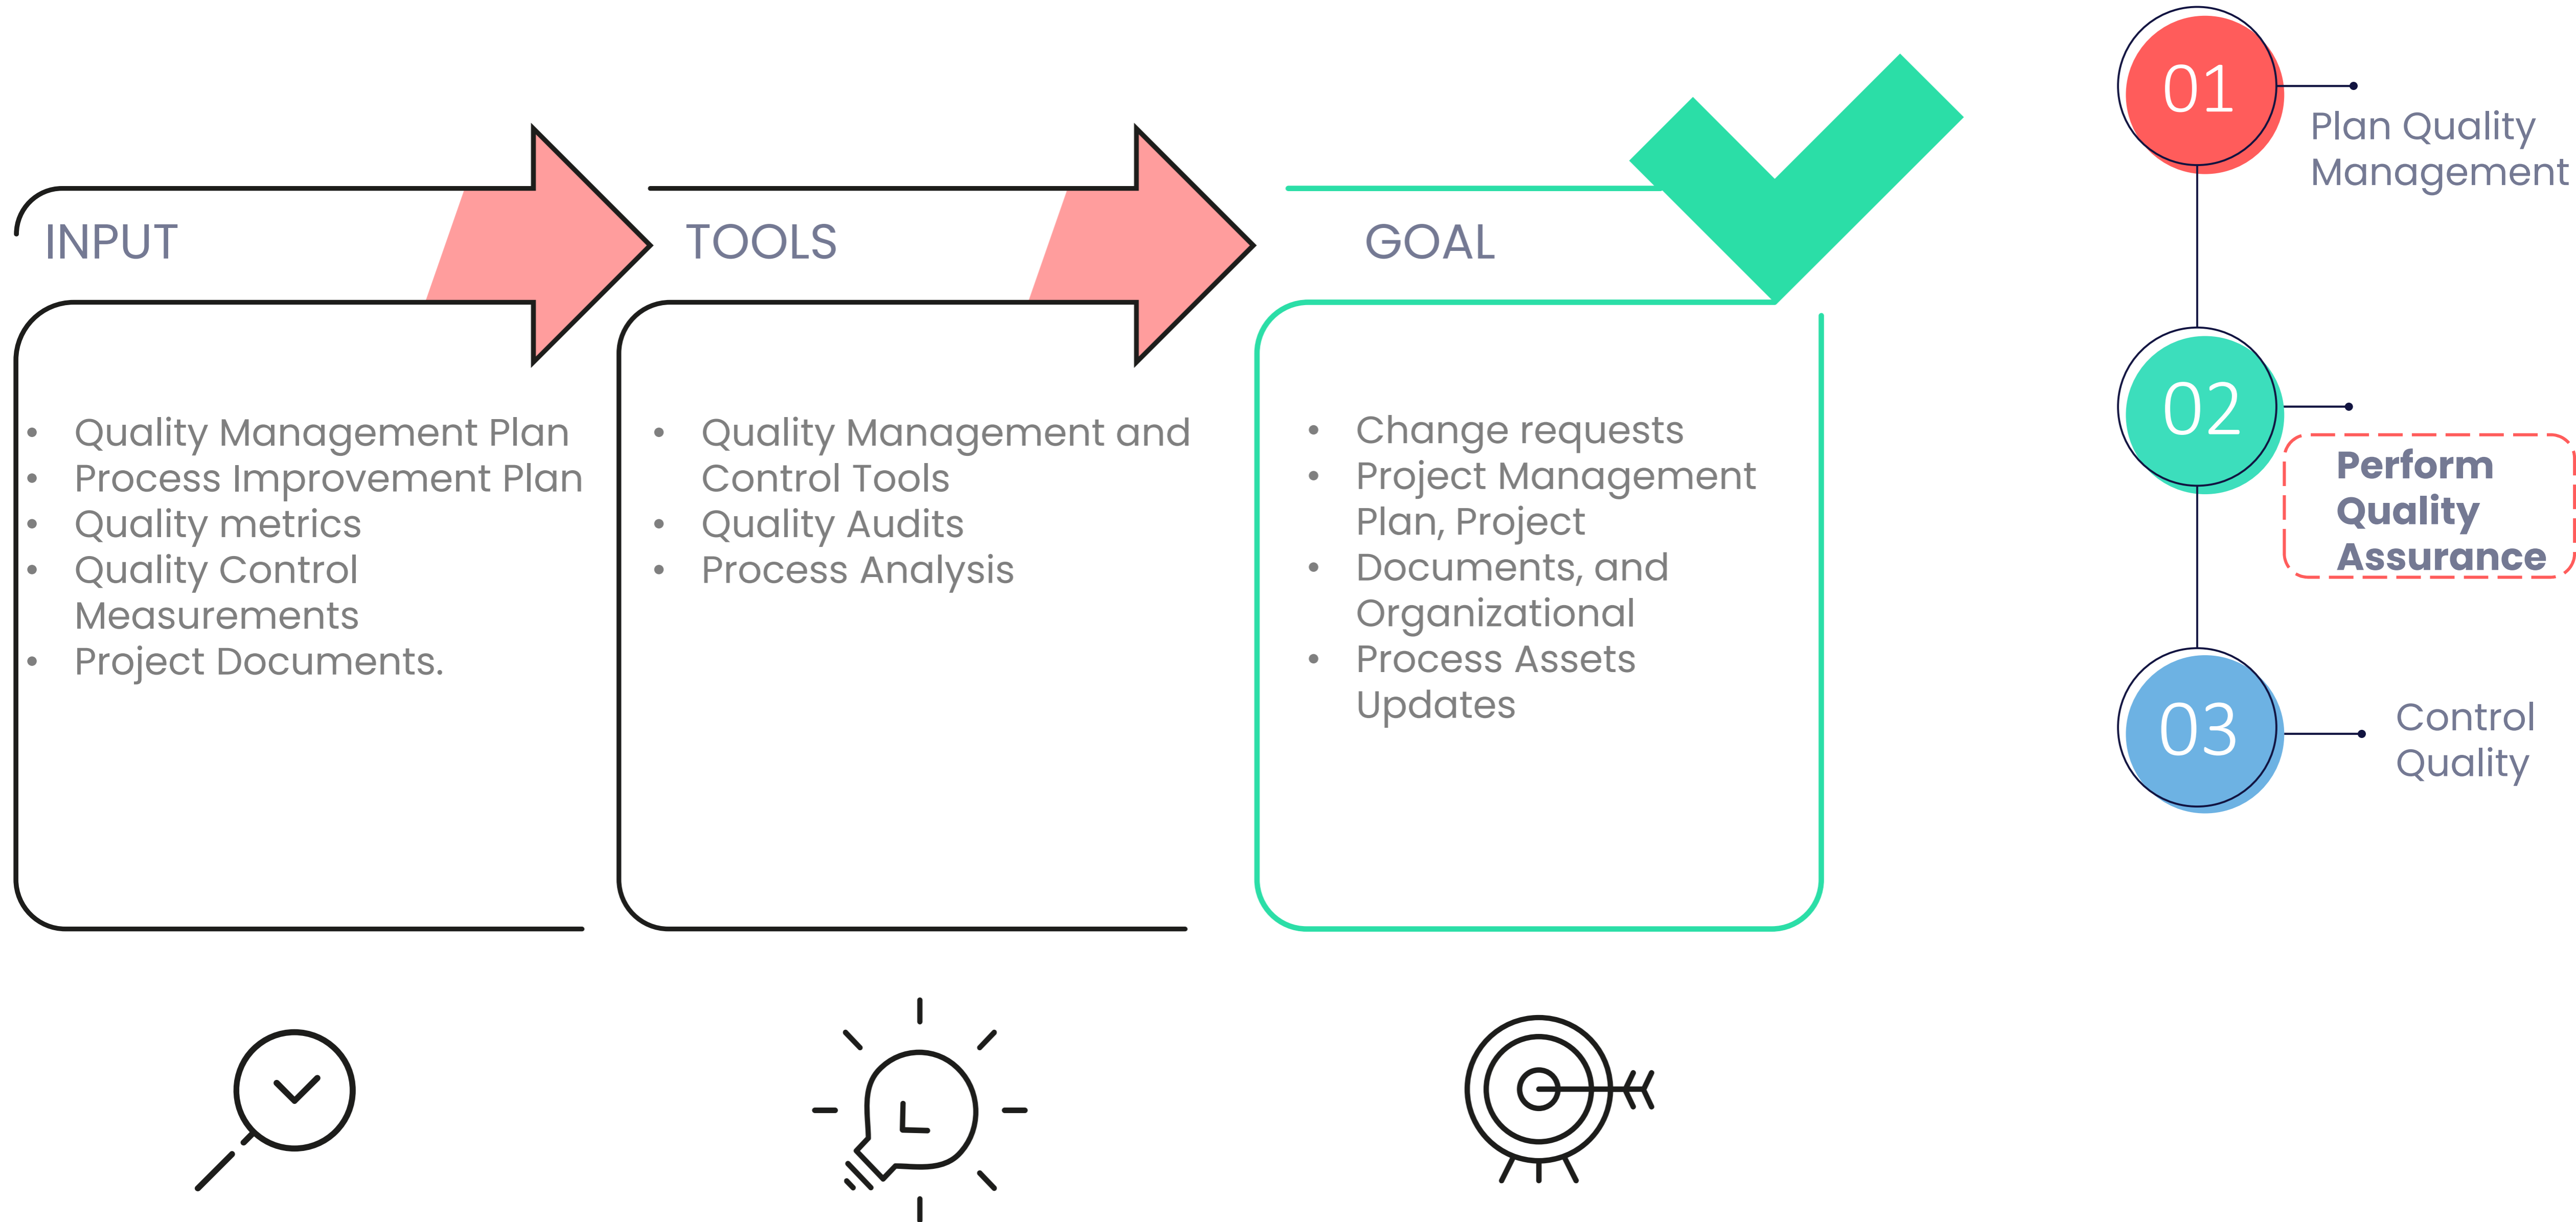 INPUT
• Quality Management Plan
• Process Improvement Plan
• Quality metrics
• Quality Control
Measurements
• Project Documents.
TOOLS
• Quality Management and
Control Tools
• Quality Audits
• Process Analysis
GOAL
• Change requests
• Project Management
Plan, Project
• Documents, and
Organizational
• Process Assets
Updates
01
Plan Quality
Management
02
Perform
Quality
Assurance
03
Control
Quality